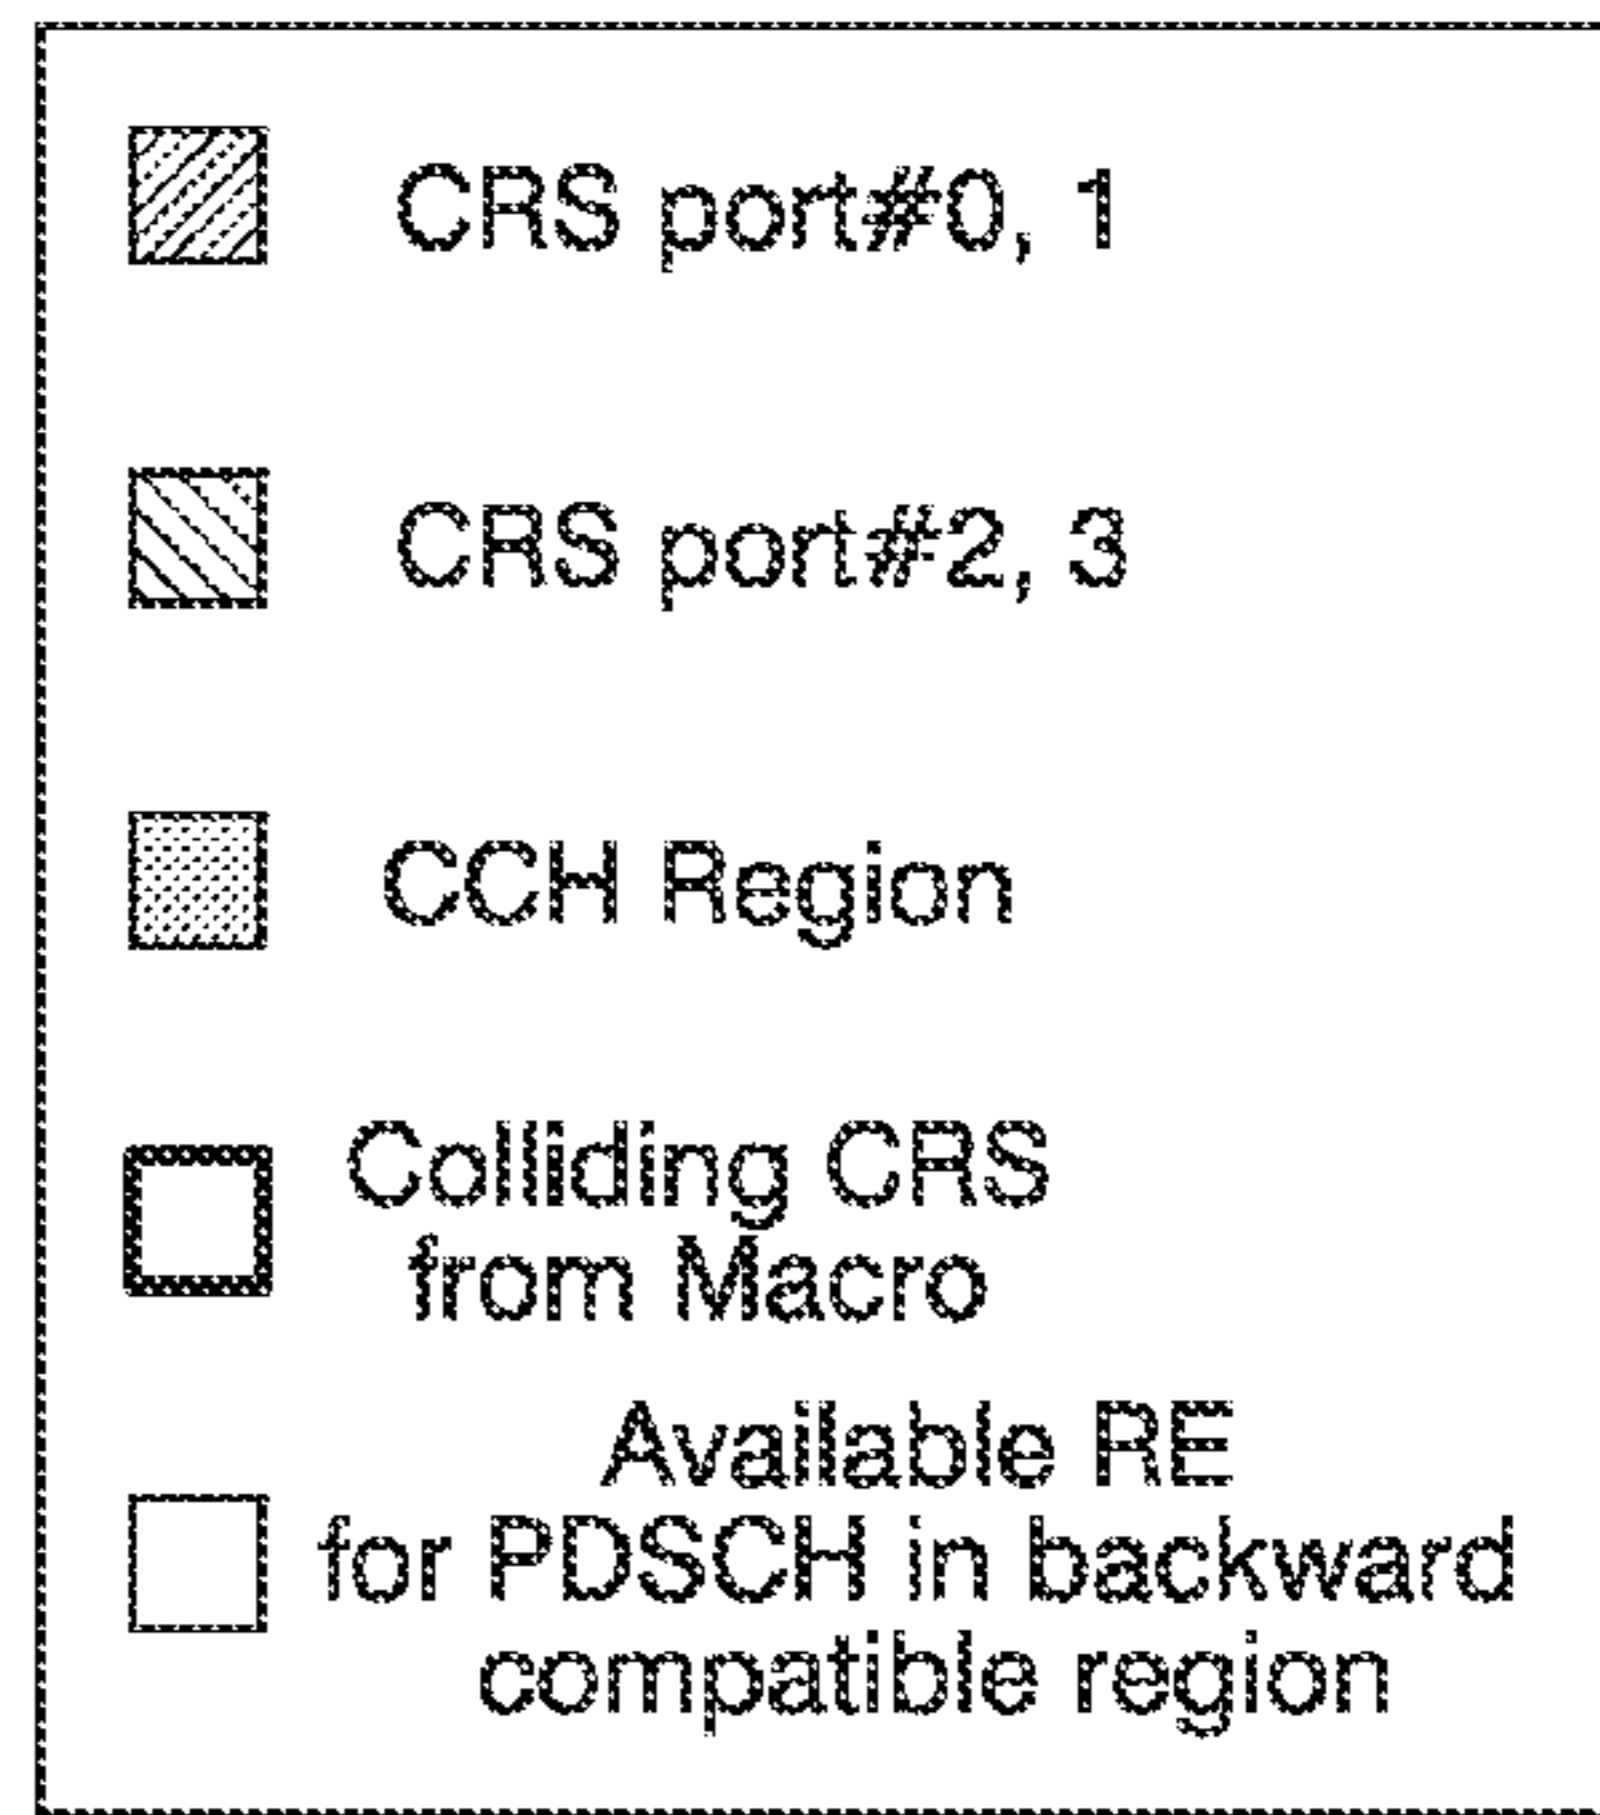 CRS port#0, 1
CRS port#2, 3
CCH Region
Colliding CRS
from Macro
Available RE
for PDSCH in backward
compatible region